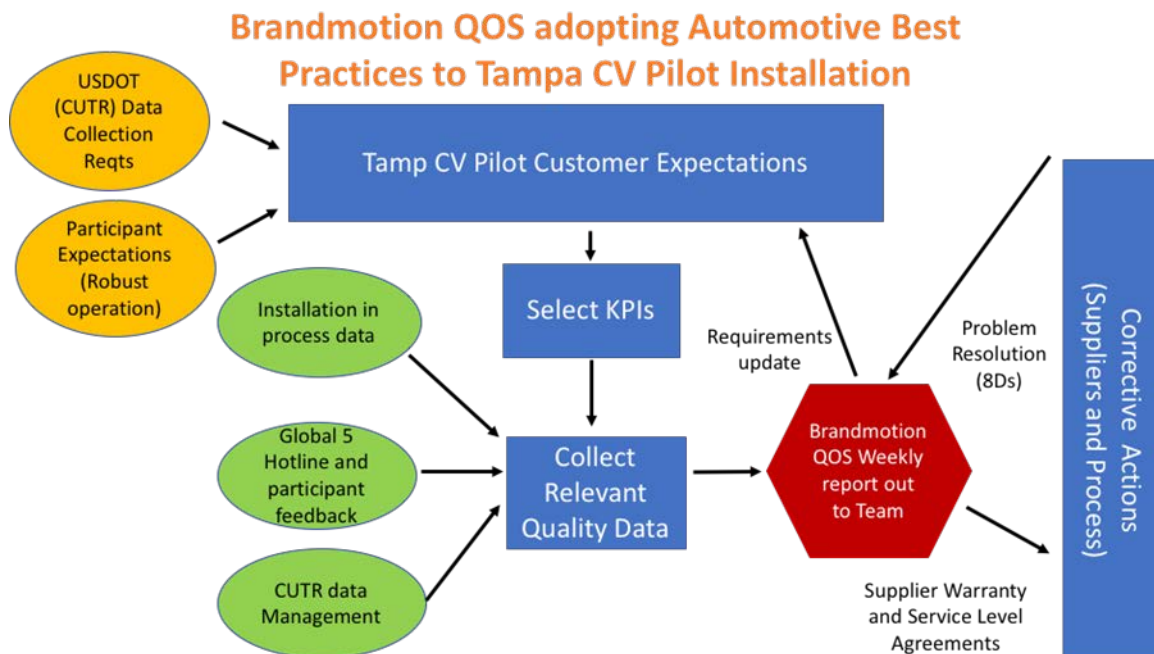 Brandmotion QOS adopting Automotive Best
Practices to Tampa CV Pilot Installation
USDOT
(CUTR) Data
Collection
Reqts
Tamp CV Pilot Customer Expectations
Participant
Expectations
(Robust
operation)
Installation in
process data
Select KPIs
Requirements
update
Problem
Resolution
(8Ds)
Corrective Actions
(Suppliers and Process)
Global 5
Hotline and
participant
feedback
Collect
Relevant
Quality Data
Brandmotion
QOS Weekly
report out
to Team
CUTR data
Management
Supplier Warranty
and Service Level
Agreements